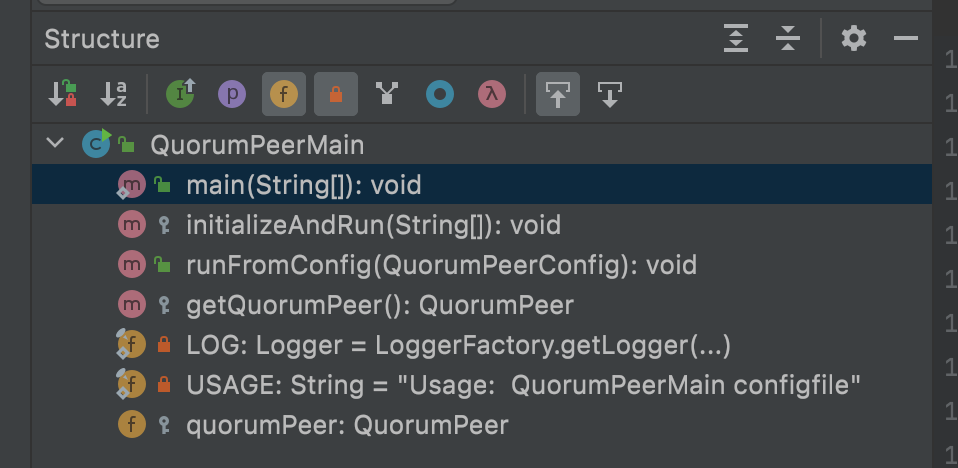 Structure
QuorumPeerMain
main(String[]): void
initializeAndRun(String[]): void
runFromConfig(QuorumPeerConfig): void
getQuorumPeer(): QuorumPeer
LOG: Logger = LoggerFactory.getLogger(...)
USAGE: String = "Usage:  QuorumPeerMain configfile"
quorumPeer: QuorumPeer